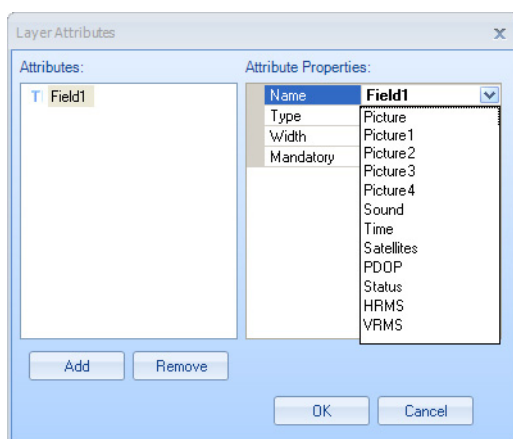 Layer Attributes
Attributes:
Attribute Properties:
Field1
Name Field1
Type
Width
Mandatory
Picture
Picture1
Picture2
Picture3
Picture4
Sound
Time
Satellites
PDOP
Status
HRMS
VRMS
Add Remove
OK Cancel